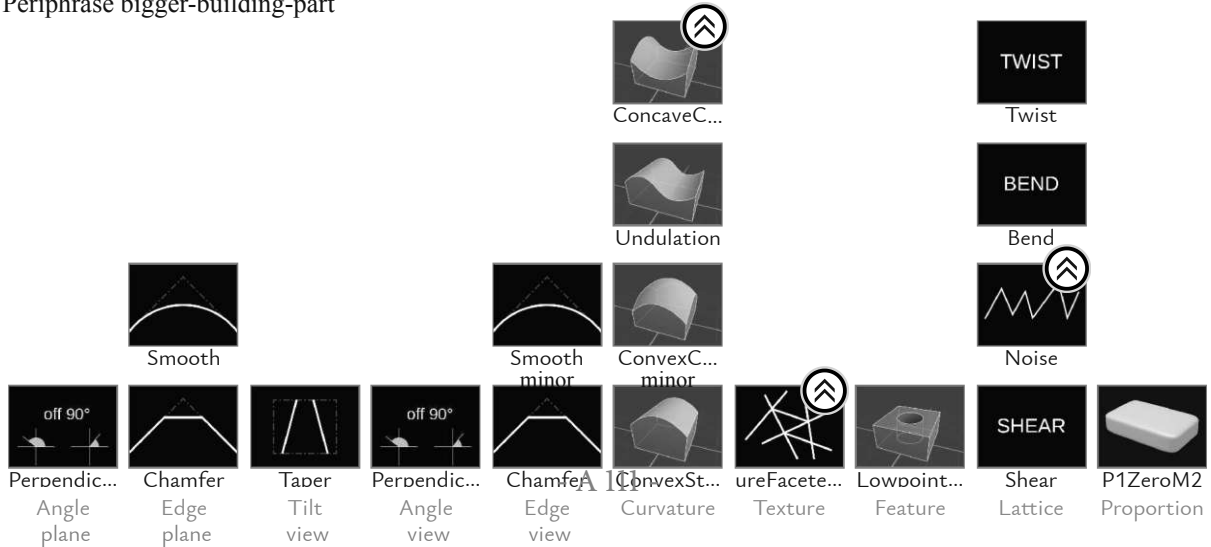 Periphrase bigger-building-part
TWIST
ConcaveC...
Twist
BEND
Undulation
Bend
Smooth
Smooth
ConvexC...
Noise
minor
minor
off 90°
off 90°
SHEAR
Perpendic...
Chamfer
Taper
Perpendic...
Chamfer
- A 111 -
ConvexSt...
ureFacete...
Lowpoint...
Shear
P1ZeroM2
Angle
Edge
Tilt
Angle
Edge
Curvature
Texture
Feature
Lattice
Proportion
plane
plane
view
view
view